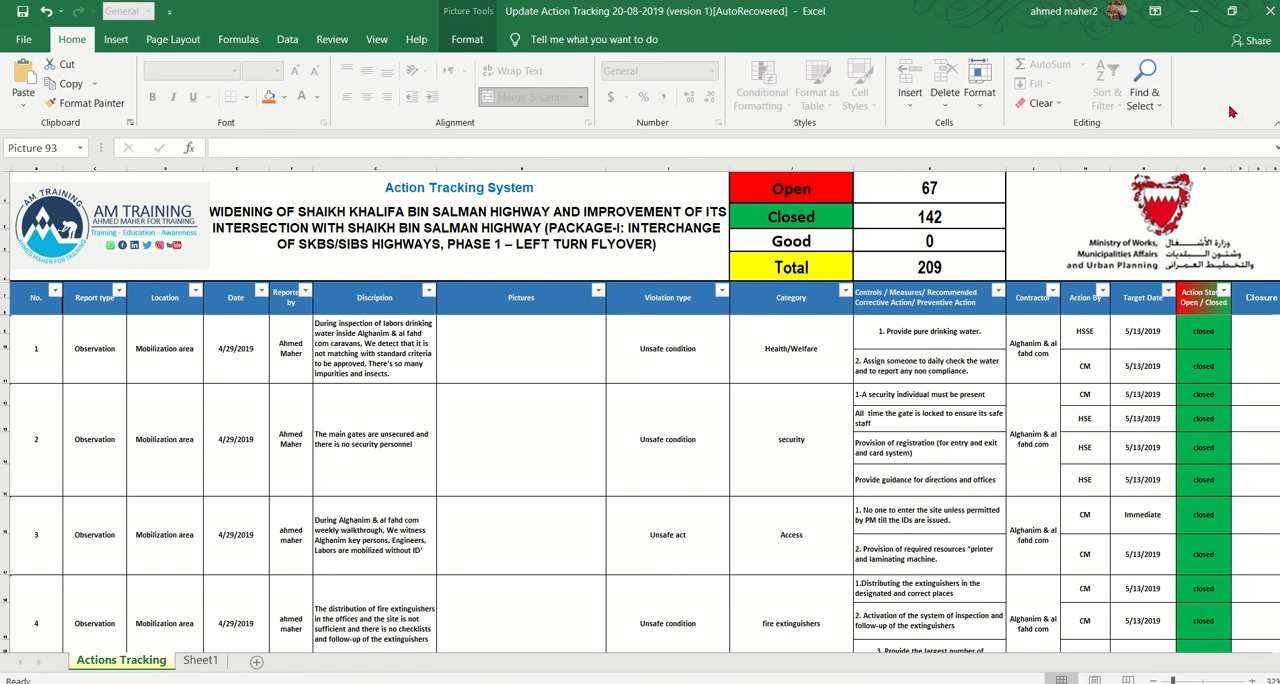 General
Picture Tools
Update Action Tracking 20-08-2019 (version 1)[AutoRecovered] - Excel
ahmed maher2
File Home Insert Page Layout Formulas Data Review View Help Format Tell me what you want to do
Share
Paste
Cut
Copy
Format Painter
Clipboard
B I U A
Font
Wrap Text
Merge & Center
Alignment
General
$ % ,
Number
Conditional Formatting
Format as Table
Cell Styles
Styles
Insert Delete Format
Cells
AutoSum
Fill
Clear
Sort & Filter
Find & Select
Editing
Picture 93
fx
AM TRAINING
AHMED MAHER FOR TRAINING
AM TRAINING
AHMED MAHER FOR TRAINING
Training - Education - Awareness
Action Tracking System
WIDENING OF SHAIKH KHALIFA BIN SALMAN HIGHWAY AND IMPROVEMENT OF ITS
INTERSECTION WITH SHAIKH BIN SALMAN HIGHWAY (PACKAGE-I: INTERCHANGE
OF SKBS/SIBS HIGHWAYS, PHASE 1 – LEFT TURN FLYOVER)
Open 67
Closed 142
Good 0
Total 209
Ministry of Works,
Municipalities Affairs
and Urban Planning
وزارة الأشغـــال
وشئـون البـلديـات
والتخطيـط العمـرانى
No. Report type Location Date Reporte by Discription Pictures Violation type Category Controls / Measures/ Recommended Corrective Action/ Preventive Action Contractor Action By Target Date Action Sta Open / Closed Closure
1 Observation Mobilization area 4/29/2019 Ahmed Maher
During inspection of labors drinking
water inside Alghanim & al fahd
com caravans, We detect that it is
not matching with standard criteria
to be approved, There's so many
impurities and insects.
Unsafe condition Health/Welfare
1. Provide pure drinking water.
Alghanim & al fahd com
HSSE 5/13/2019 closed
2. Assign someone to daily check the water
and to report any non compliance.
CM 5/13/2019 closed
2 Observation Mobilization area 4/29/2019 Ahmed Maher
The main gates are unsecured and
there is no security personnel
Unsafe condition security
1-A security individual must be present
CM 5/13/2019 closed
All time the gate is locked to ensure its safe
staff
Alghanim & al fahd com
HSE 5/13/2019 closed
Provision of registration (for entry and exit
and card system)
HSE 5/13/2019 closed
Provide guidance for directions and offices
HSE 5/13/2019 closed
3 Observation Mobilization area 4/29/2019 ahmed maher
During Alghanim & al fahd com
weekly walkthrough, We witness
Alghanim key persons, Engineers,
Labors are mobilized without ID'
Unsafe act Access
1. No one to enter the site unless permitted
by PM till the IDs are issued.
Alghanim & al fahd com
CM Immediate closed
2. Provision of required resources "printer
and laminating machine.
CM 5/13/2019 closed
4 Observation Mobilization area 4/29/2019 ahmed maher
The distribution of fire extinguishers
in the offices and the site is not
sufficient and there is no checklists
and follow-up of the extinguishers
Unsafe condition fire extinguishers
1.Distributing the extinguishers in the
designated and correct places
CM 5/13/2019 closed
2. Activation of the system of inspection and
follow-up of the extinguishers
Alghanim & al fahd com
CM 5/13/2019 closed
3. Provide the largest number of
Actions Tracking Sheet1
Ready
32%